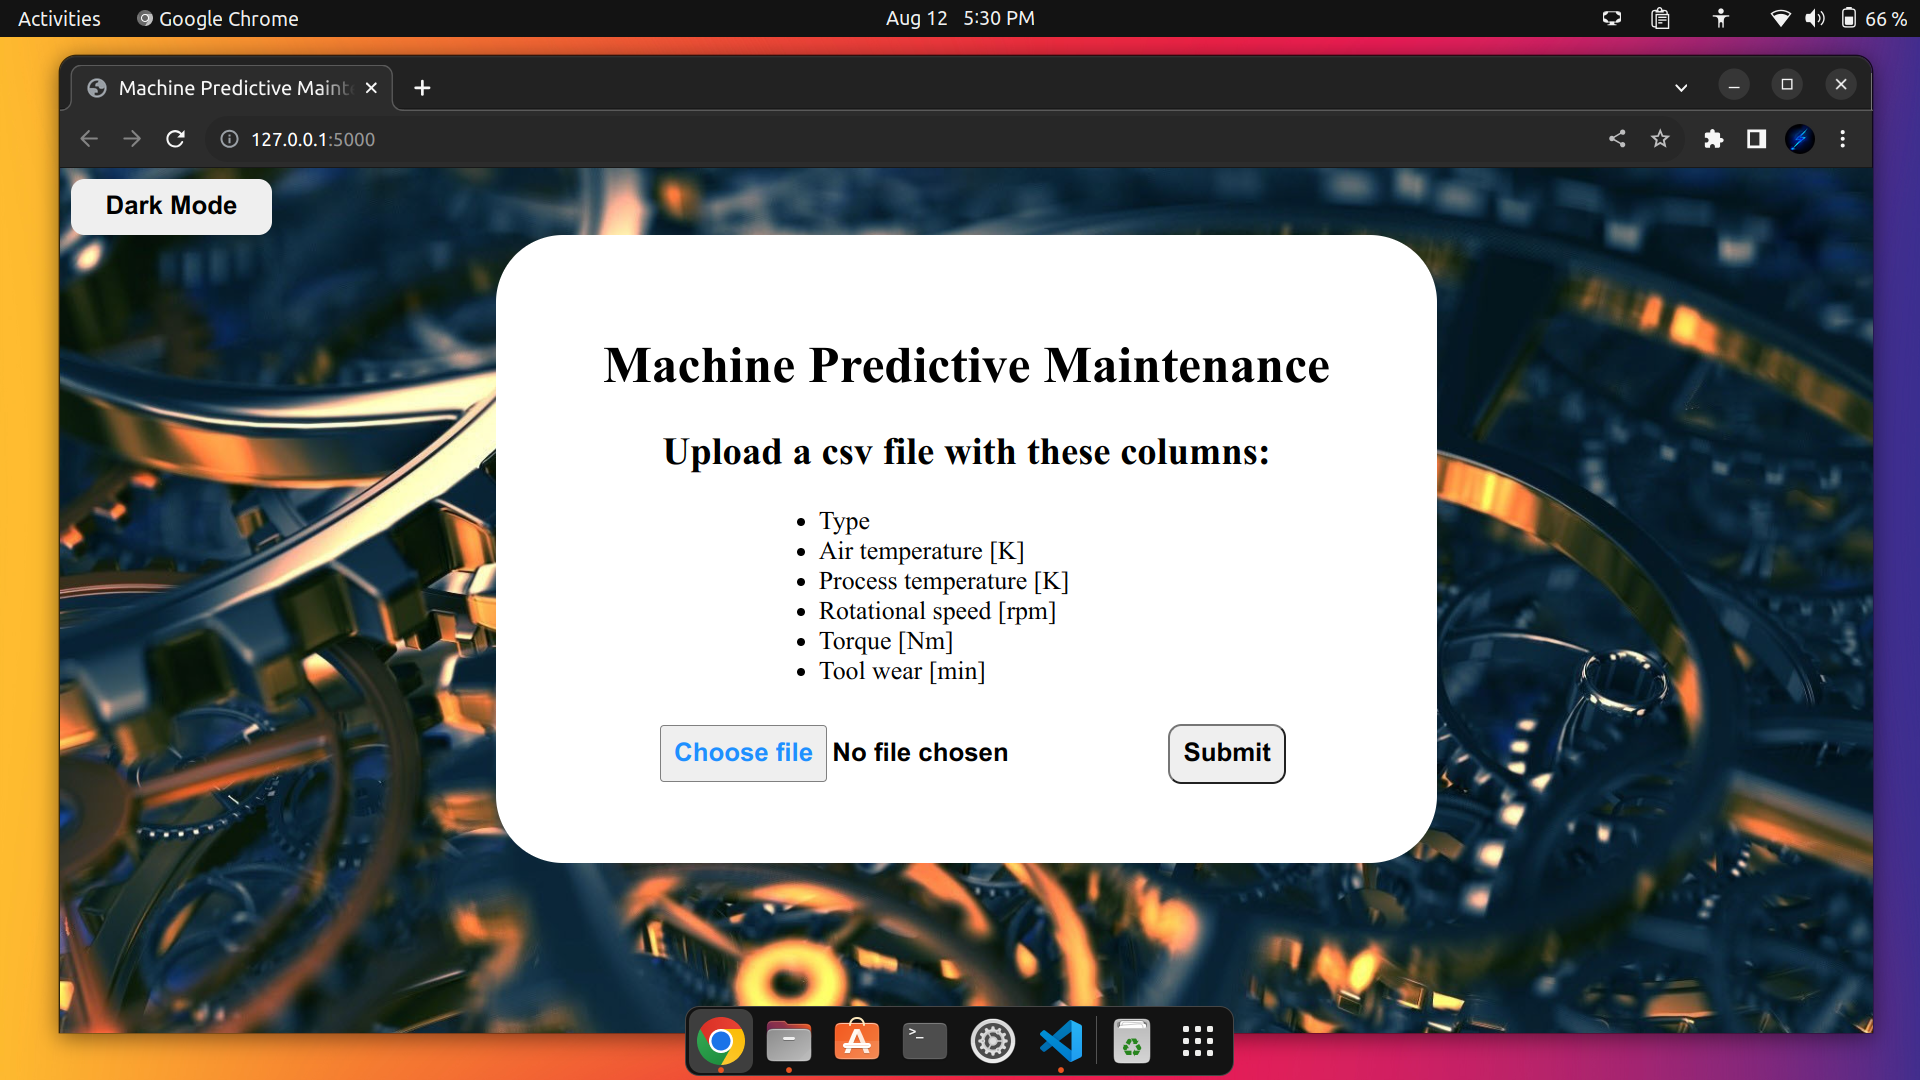 Activities Google Chrome Aug 12 5:30 PM 66 %
Machine Predictive Mainte
127.0.0.1:5000
Dark Mode
Machine Predictive Maintenance
Upload a csv file with these columns:
• Type
• Air temperature [K]
• Process temperature [K]
• Rotational speed [rpm]
• Torque [Nm]
• Tool wear [min]
Choose file No file chosen Submit